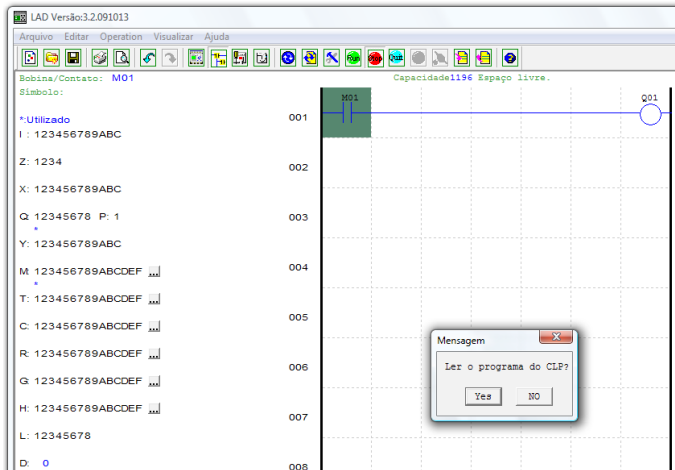 LAD Versão:3.2.091013
Arquivo Editar Operation Visualizar Ajuda
Run Quit
Bobina/Contato: M01
Capacidade1196 Espaço livre.
Símbolo:
*:Utilizado
I : 123456789ABC
Z: 1234
X: 123456789ABC
Q: 12345678 P: 1
*
Y: 123456789ABC
M: 123456789ABCDEF ...
*
T: 123456789ABCDEF ...
C: 123456789ABCDEF ...
R: 123456789ABCDEF ...
G: 123456789ABCDEF ...
H: 123456789ABCDEF ...
L: 12345678
D: 0
001
002
003
004
005
006
007
008
M01
Q01
Mensagem
Ler o programa do CLP?
Yes NO